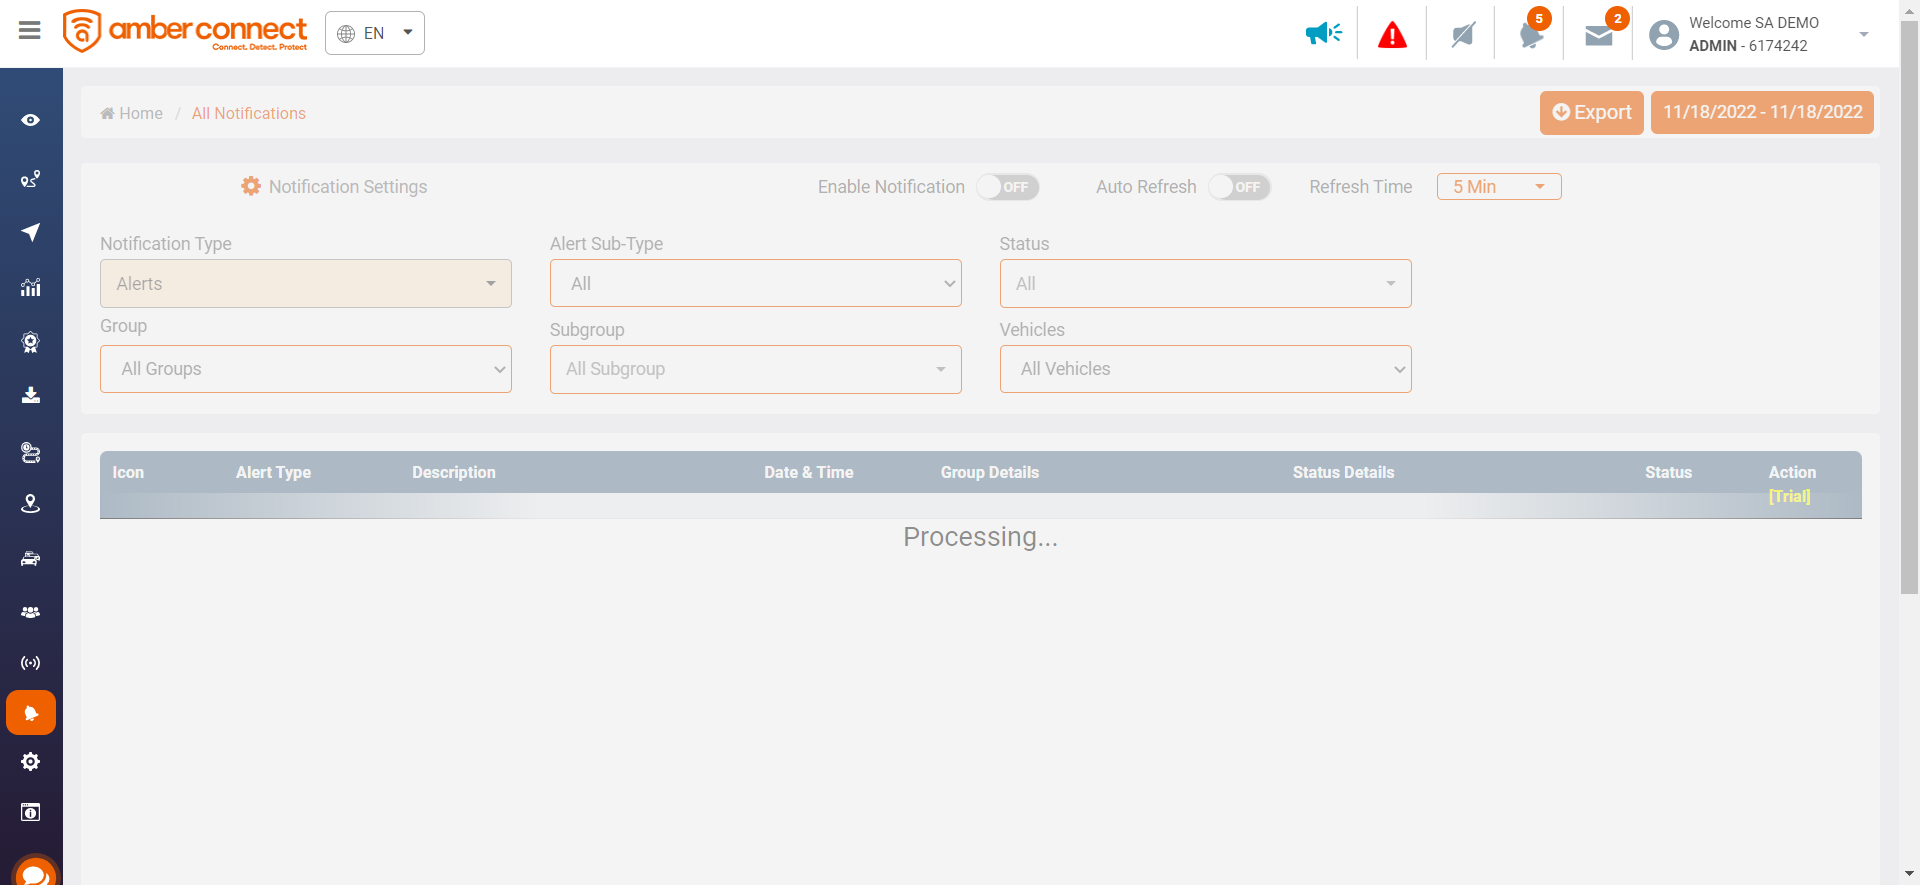 amber connect
Connect. Detect. Protect
EN
5
2
Welcome SA DEMO
ADMIN - 6174242
Home / All Notifications
Export
11/18/2022 - 11/18/2022
Notification Settings
Enable Notification OFF
Auto Refresh OFF
Refresh Time 5 Min
Notification Type
Alert Sub-Type
Status
Alerts
All
All
Group
Subgroup
Vehicles
All Groups
All Subgroup
All Vehicles
Icon Alert Type Description Date & Time Group Details Status Details Status Action
[Trial]
Processing...